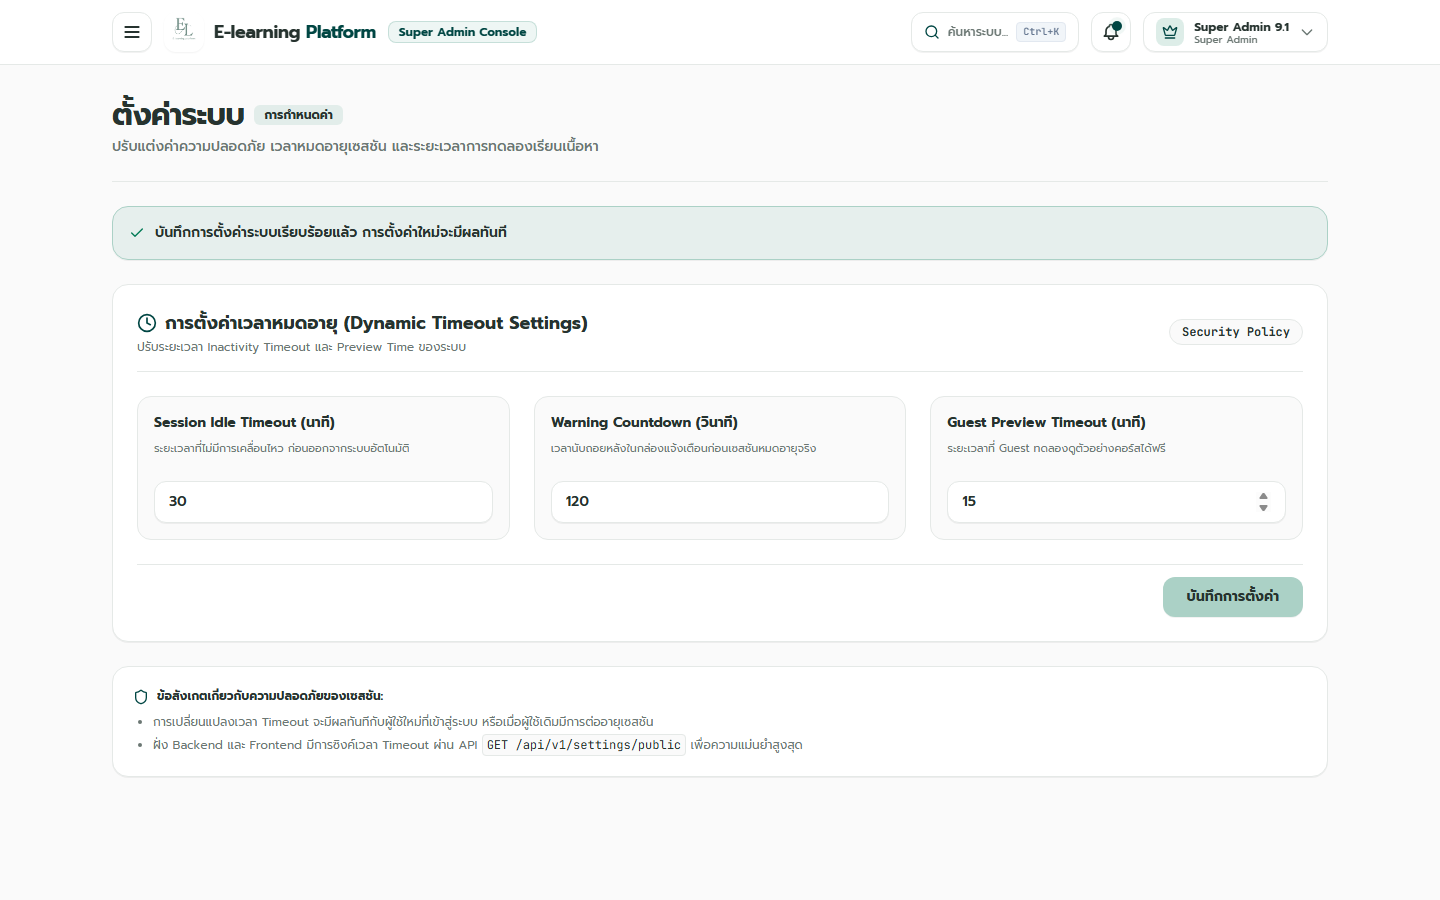 EL
E-learning Platform
Super Admin Console
ค้นหาระบบ...
Ctrl+K
Super Admin 9.1
Super Admin
ตั้งค่าระบบ
การกำหนดค่า
ปรับแต่งค่าความปลอดภัย เวลาหมดอายุเซสชัน และระยะเวลาการทดลองเรียนเนื้อหา
บันทึกการตั้งค่าระบบเรียบร้อยแล้ว การตั้งค่าใหม่จะมีผลทันที
การตั้งค่าเวลาหมดอายุ (Dynamic Timeout Settings)
ปรับระยะเวลา Inactivity Timeout และ Preview Time ของระบบ
Security Policy
Session Idle Timeout (นาที)
ระยะเวลาที่ไม่มีการเคลื่อนไหว ก่อนออกจากระบบอัตโนมัติ
30
Warning Countdown (วินาที)
เวลานับถอยหลังในกล่องแจ้งเตือนก่อนเซสชันหมดอายุจริง
120
Guest Preview Timeout (นาที)
ระยะเวลาที่ Guest ทดลองดูตัวอย่างคอร์สได้ฟรี
15
บันทึกการตั้งค่า
ข้อสังเกตเกี่ยวกับความปลอดภัยของเซสชัน:
• การเปลี่ยนแปลงเวลา Timeout จะมีผลทันทีกับผู้ใช้ใหม่ที่เข้าสู่ระบบ หรือเมื่อผู้ใช้เดิมมีการต่ออายุเซสชัน
• ฝั่ง Backend และ Frontend มีการซิงค์เวลา Timeout ผ่าน API GET /api/v1/settings/public เพื่อความแม่นยำสูงสุด